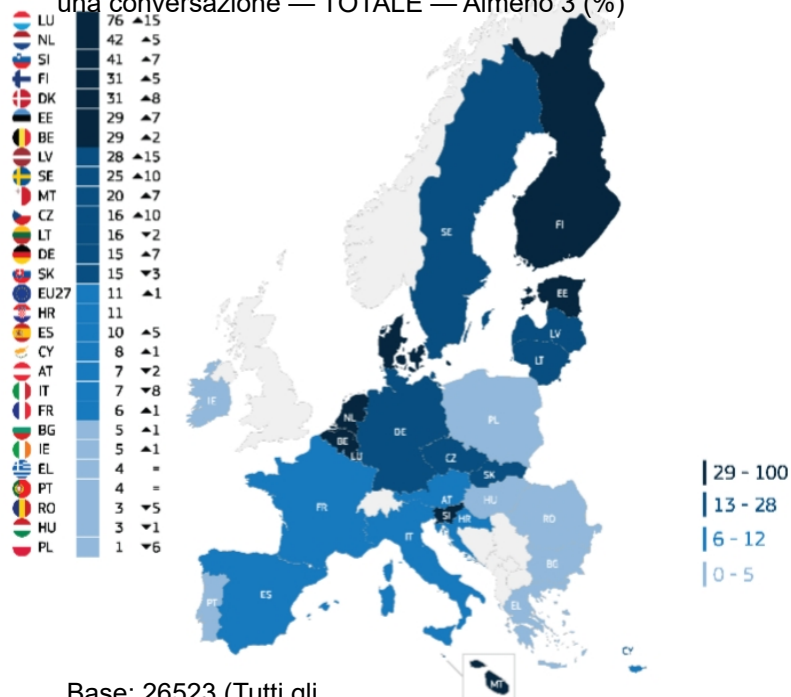 una conversazione — TOTALE — Almeno 3 (%)
LU 76 ▲15
NL 42 ▲5
SI 41 ▲7
FI 31 ▲5
DK 31 ▲8
EE 29 ▲7
BE 29 ▲2
LV 28 ▲15
SE 25 ▲10
MT 20 ▲7
CZ 16 ▲10
LT 16 ▼2
DE 15 ▲7
SK 15 ▼3
EU27 11 ▲1
HR 11
ES 10 ▲5
CY 8 ▲1
AT 7 ▼2
IT 7 ▼8
FR 6 ▲1
BG 5 ▲1
IE 5 ▲1
EL 4 =
PT 4 =
RO 3 ▼5
HU 3 ▼1
PL 1 ▼6
FI
SE
EE
LV
LT
IE
PL
NL
DE
BE
LU
CZ
SK
FR
AT
HU
SI
HR
RO
IT
BG
ES
PT
EL
CY
MT
29 - 100
13 - 28
6 - 12
0 - 5
Base: 26523 (Tutti gli